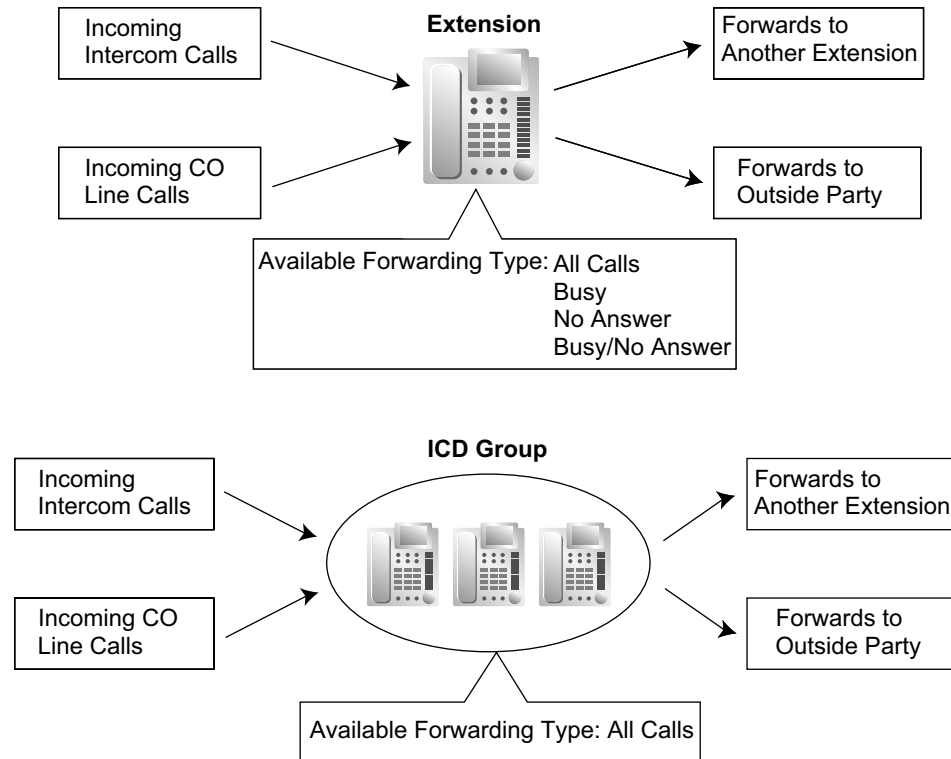 Extension
Incoming
Intercom Calls
Forwards to
Another Extension
Incoming CO
Line Calls
Forwards to
Outside Party
Available Forwarding Type: All Calls
Busy
No Answer
Busy/No Answer
ICD Group
Incoming
Intercom Calls
Forwards to
Another Extension
Incoming CO
Line Calls
Forwards to
Outside Party
Available Forwarding Type: All Calls